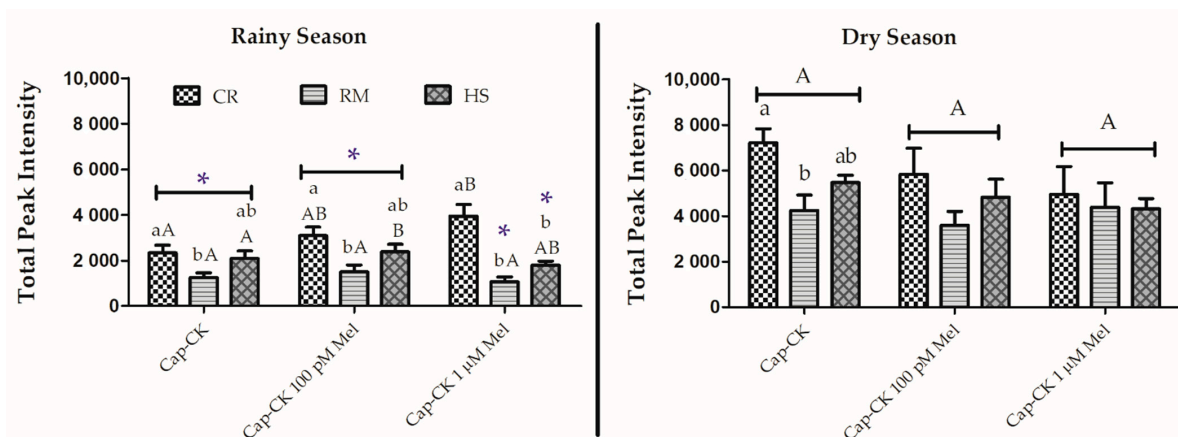 Rainy Season
Total Peak Intensity
10,000
8 000
6 000
4 000
2 000
0
CR RM HS
*
aA
bA
ab
A
*
a
AB
bA
ab
B
aB
*
bA
*
b
AB
Cap-CK
Cap-CK 100 pM Mel
Cap-CK 1 µM Mel
Dry Season
Total Peak Intensity
10,000
8 000
6 000
4 000
2 000
0
A
a
b
ab
A
A
Cap-CK
Cap-CK 100 pM Mel
Cap-CK 1 µM Mel